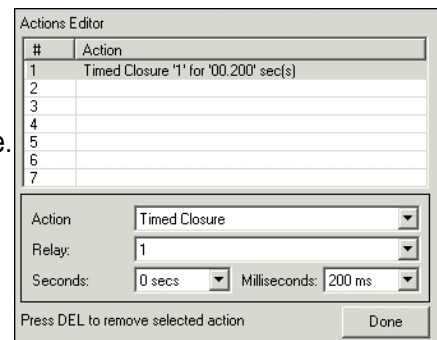 Actions Editor
# Action
1 Timed Closure '1' for '00.200' sec(s)
2
3
4
e. 5
6
7
Action Timed Closure
Relay: 1
Seconds: 0 secs Milliseconds: 200 ms
Press DEL to remove selected action Done